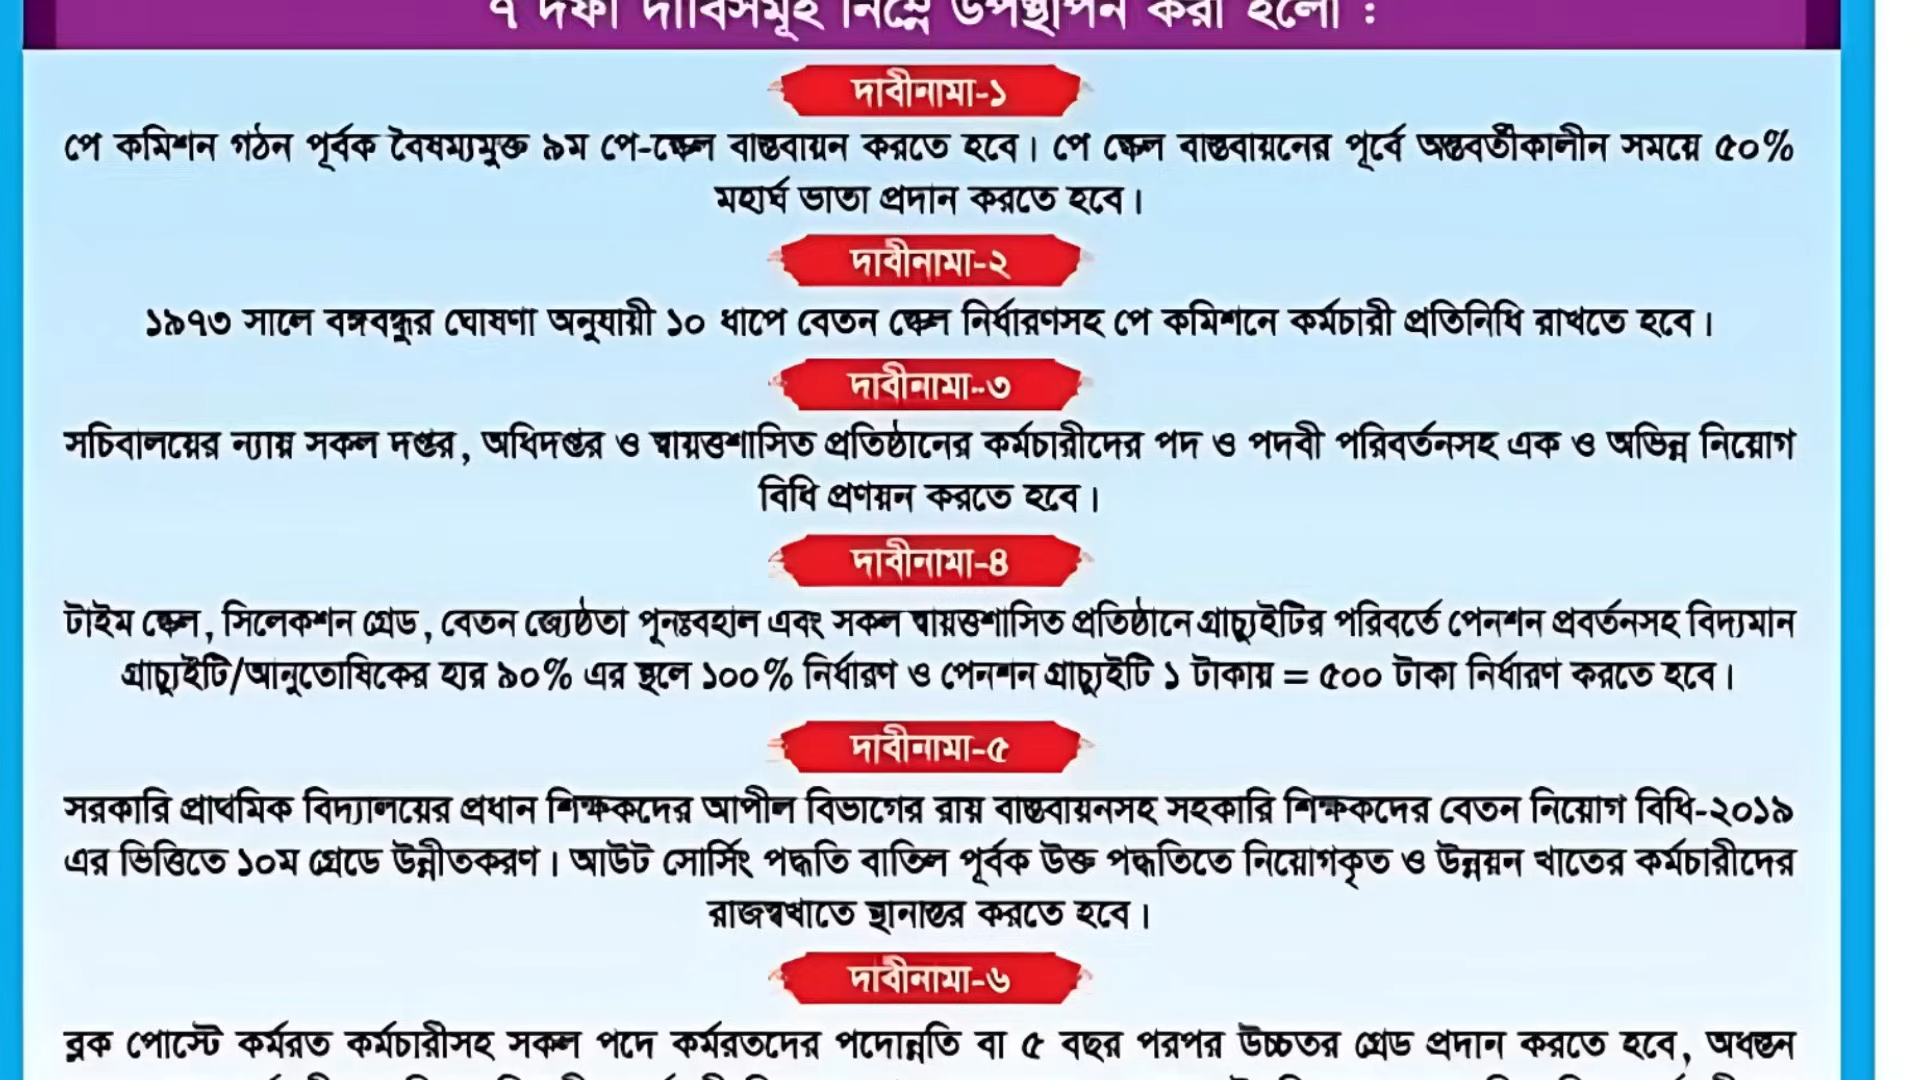 ৭ দফা দাবিসমূহ নিম্নে উপস্থাপন করা হলো :
দাবীনামা-১
পে কমিশন গঠন পূর্বক বৈষম্যমুক্ত ৯ম পে-স্কেল বাস্তবায়ন করতে হবে। পে স্কেল বাস্তবায়নের পূর্বে অন্তবর্তীকালীন সময়ে ৫০%
মহার্ঘ ভাতা প্রদান করতে হবে।
দাবীনামা-২
১৯৭৩ সালে বঙ্গবন্ধুর ঘোষণা অনুযায়ী ১০ ধাপে বেতন স্কেল নির্ধারণসহ পে কমিশনে কর্মচারী প্রতিনিধি রাখতে হবে।
দাবীনামা-৩
সচিবালয়ের ন্যায় সকল দপ্তর, অধিদপ্তর ও স্বায়ত্তশাসিত প্রতিষ্ঠানের কর্মচারীদের পদ ও পদবী পরিবর্তনসহ এক ও অভিন্ন নিয়োগ
বিধি প্রণয়ন করতে হবে।
দাবীনামা-৪
টাইম স্কেল, সিলেকশন গ্রেড, বেতন জ্যেষ্ঠতা পূনঃবহাল এবং সকল স্বায়ত্তশাসিত প্রতিষ্ঠানে গ্রাচ্যুইটির পরিবর্তে পেনশন প্রবর্তনসহ বিদ্যমান
গ্রাচ্যুইটি/আনুতোষিকের হার ৯০% এর স্থলে ১০০% নির্ধারণ ও পেনশন গ্রাচ্যুইটি ১ টাকায় = ৫০০ টাকা নির্ধারণ করতে হবে।
দাবীনামা-৫
সরকারি প্রাথমিক বিদ্যালয়ের প্রধান শিক্ষকদের আপীল বিভাগের রায় বাস্তবায়নসহ সহকারি শিক্ষকদের বেতন নিয়োগ বিধি-২০১৯
এর ভিত্তিতে ১০ম গ্রেডে উন্নীতকরণ। আউট সোর্সিং পদ্ধতি বাতিল পূর্বক উক্ত পদ্ধতিতে নিয়োগকৃত ও উন্নয়ন খাতের কর্মচারীদের
রাজস্বখাতে স্থানান্তর করতে হবে।
দাবীনামা-৬
ব্লক পোস্টে কর্মরত কর্মচারীসহ সকল পদে কর্মরতদের পদোন্নতি বা ৫ বছর পরপর উচ্চতর গ্রেড প্রদান করতে হবে, অধস্তন